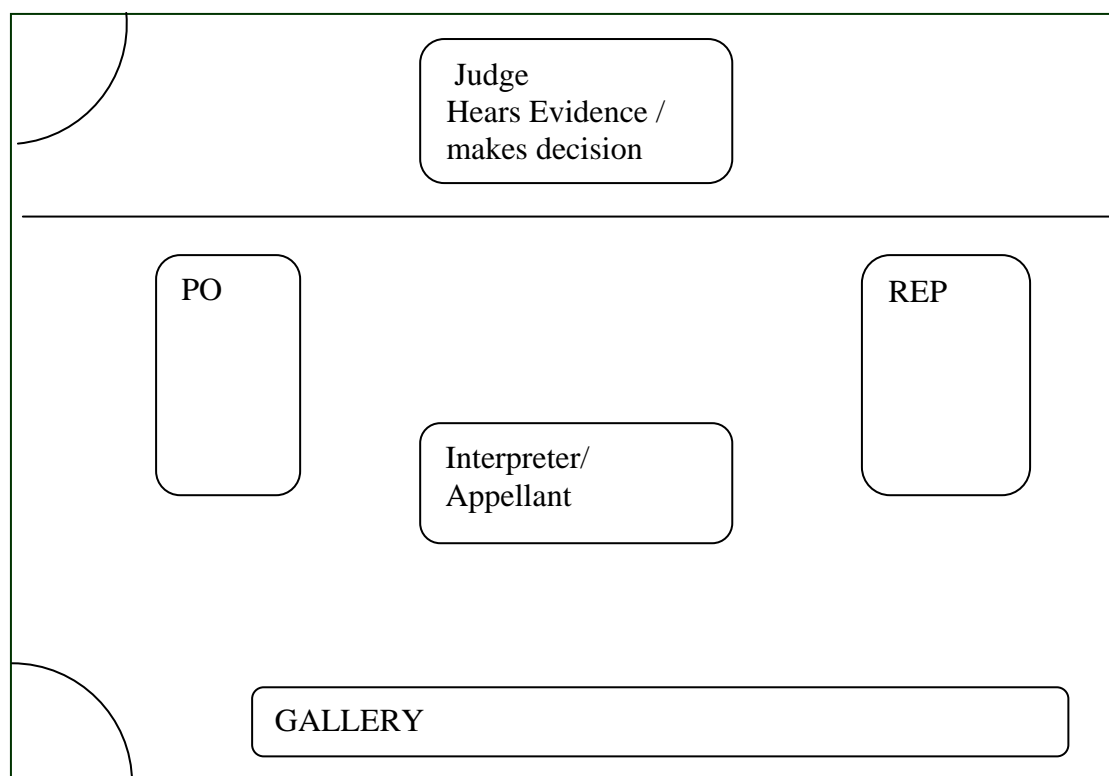 Judge
Hears Evidence /
makes decision
PO
REP
Interpreter/
Appellant
GALLERY